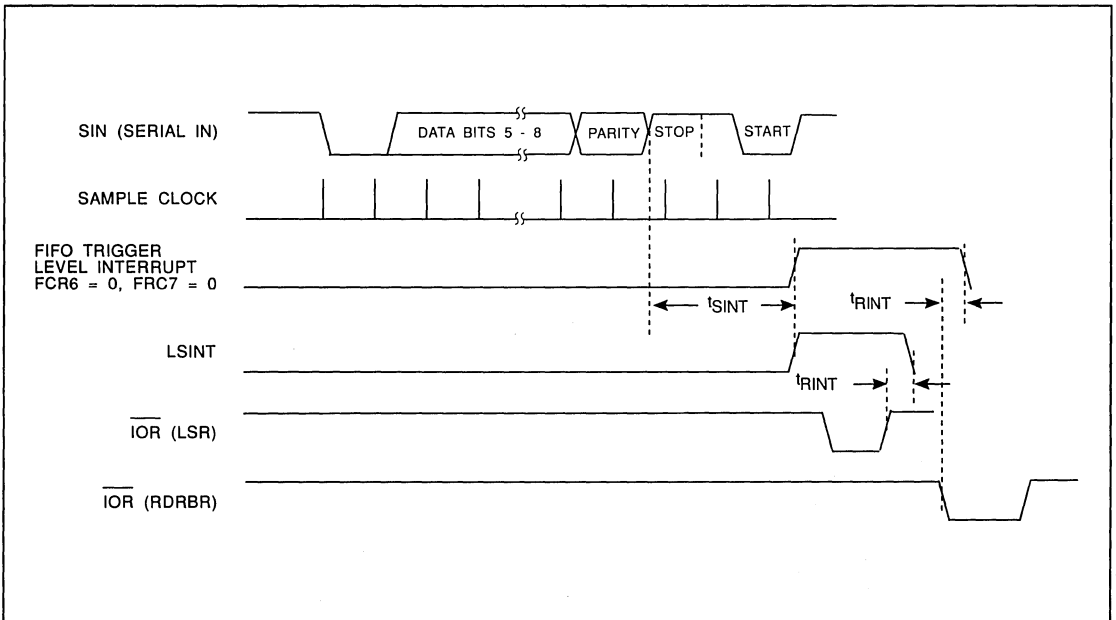 SIN (SERIAL IN)
DATA BITS 5 - 8
PARITY
STOP
START
SAMPLE CLOCK
FIFO TRIGGER
LEVEL INTERRUPT
FCR6 = 0, FRC7 = 0
tSINT
tRINT
LSINT
tRINT
IOR (LSR)
IOR (RDRBR)